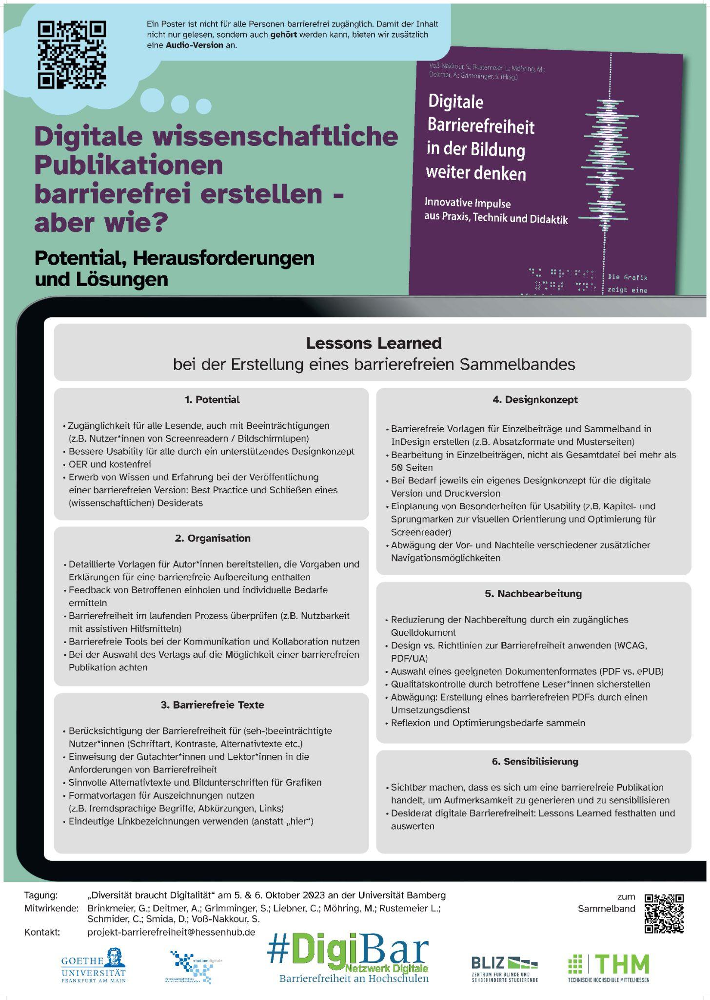 Ein Poster ist nicht für alle Personen barrierefrei zugänglich. Damit der Inhalt
nicht nur gelesen, sondern auch gehört werden kann, bieten wir zusätzlich
eine Audio-Version an.
Voß-Nakkour, S.; Rustemeier, L.; Möhring, M.;
Deitmer, A.; Grimminger, S. (Hrsg.)
Digitale
Barrierefreiheit
in der Bildung
weiter denken
Innovative Impulse
aus Praxis, Technik und Didaktik
Die Grafik
zeigt eine
Digitale wissenschaftliche
Publikationen
barrierefrei erstellen -
aber wie?
Potential, Herausforderungen
und Lösungen
Lessons Learned
bei der Erstellung eines barrierefreien Sammelbandes
1. Potential
• Zugänglichkeit für alle Lesende, auch mit Beeinträchtigungen
(z.B. Nutzer*innen von Screenreadern / Bildschirmlupen)
• Bessere Usability für alle durch ein unterstützendes Designkonzept
• OER und kostenfrei
• Erwerb von Wissen und Erfahrung bei der Veröffentlichung
einer barrierefreien Version: Best Practice und Schließen eines
(wissenschaftlichen) Desiderats
2. Organisation
• Detaillierte Vorlagen für Autor*innen bereitstellen, die Vorgaben und
Erklärungen für eine barrierefreie Aufbereitung enthalten
• Feedback von Betroffenen einholen und individuelle Bedarfe
ermitteln
• Barrierefreiheit im laufenden Prozess überprüfen (z.B. Nutzbarkeit
mit assistiven Hilfsmitteln)
• Barrierefreie Tools bei der Kommunikation und Kollaboration nutzen
• Bei der Auswahl des Verlags auf die Möglichkeit einer barrierefreien
Publikation achten
3. Barrierefreie Texte
• Berücksichtigung der Barrierefreiheit für (seh-)beeinträchtigte
Nutzer*innen (Schriftart, Kontraste, Alternativtexte etc.)
• Einweisung der Gutachter*innen und Lektor*innen in die
Anforderungen von Barrierefreiheit
• Sinnvolle Alternativtexte und Bildunterschriften für Grafiken
• Formatvorlagen für Auszeichnungen nutzen
(z.B. fremdsprachige Begriffe, Abkürzungen, Links)
• Eindeutige Linkbezeichnungen verwenden (anstatt „hier“)
4. Designkonzept
• Barrierefreie Vorlagen für Einzelbeiträge und Sammelband in
InDesign erstellen (z.B. Absatzformate und Musterseiten)
• Bearbeitung in Einzelbeiträgen, nicht als Gesamtdatei bei mehr als
50 Seiten
• Bei Bedarf jeweils ein eigenes Designkonzept für die digitale
Version und Druckversion
• Einplanung von Besonderheiten für Usability (z.B. Kapitel- und
Sprungmarken zur visuellen Orientierung und Optimierung für
Screenreader)
• Abwägung der Vor- und Nachteile verschiedener zusätzlicher
Navigationsmöglichkeiten
5. Nachbearbeitung
• Reduzierung der Nachbereitung durch ein zugängliches
Quelldokument
• Design vs. Richtlinien zur Barrierefreiheit anwenden (WCAG,
PDF/UA)
• Auswahl eines geeigneten Dokumentenformates (PDF vs. ePUB)
• Qualitätskontrolle durch betroffene Leser*innen sicherstellen
• Abwägung: Erstellung eines barrierefreien PDFs durch einen
Umsetzungsdienst
• Reflexion und Optimierungsbedarfe sammeln
6. Sensibilisierung
• Sichtbar machen, dass es sich um eine barrierefreie Publikation
handelt, um Aufmerksamkeit zu generieren und zu sensibilisieren
• Desiderat digitale Barrierefreiheit: Lessons Learned festhalten und
auswerten
Tagung: „Diversität braucht Digitalität“ am 5. & 6. Oktober 2023 an der Universität Bamberg
Mitwirkende: Brinkmeier, G.; Deitmer, A.; Grimminger, S.; Liebner, C.; Möhring, M.; Rustemeier L.;
Schmider, C.; Smida, D.; Voß-Nakkour, S.
Kontakt: projekt-barrierefreiheit@hessenhub.de
zum
Sammelband
GOETHE
UNIVERSITÄT
FRANKFURT AM MAIN
studiumdigitale
#DigiBar
Netzwerk Digitale
Barrierefreiheit an Hochschulen
BLIZ
ZENTRUM FÜR BLINDE UND
SEHBEHINDERTE STUDIERENDE
THM
TECHNISCHE HOCHSCHULE MITTELHESSEN